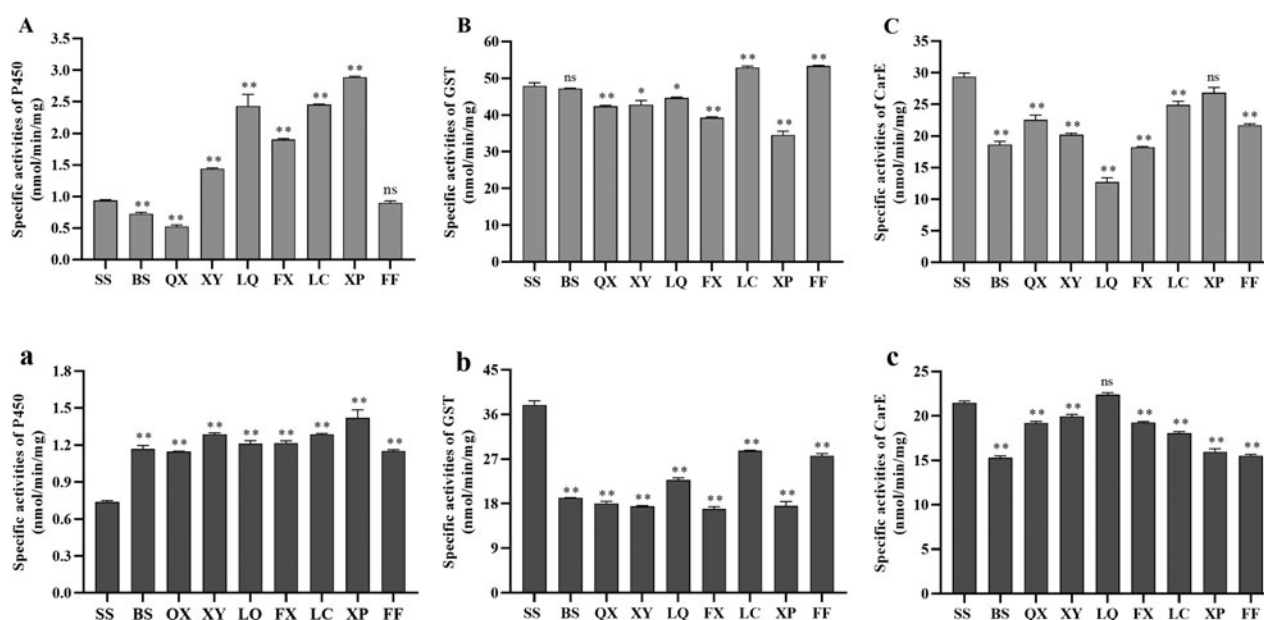 A
Specific activities of P450
(nmol/min/mg)
3.5
3.0
2.5
2.0
1.5
1.0
0.5
0.0
** ** ** ** ** ** ** ns
SS BS QX XY LQ FX LC XP FF
B
Specific activities of GST
(nmol/min/mg)
60
50
40
30
20
10
0
ns ** * * ** ** ** **
SS BS QX XY LQ FX LC XP FF
C
Specific activities of CarE
(nmol/min/mg)
35
30
25
20
15
10
5
0
** ** ** ** ** ** ns **
SS BS QX XY LQ FX LC XP FF
a
Specific activities of P450
(nmol/min/mg)
1.8
1.5
1.2
0.9
0.6
0.3
0.0
** ** ** ** ** ** ** **
SS BS QX XY LQ FX LC XP FF
b
Specific activities of GST
(nmol/min/mg)
45
36
27
18
9
0
** ** ** ** ** ** ** **
SS BS QX XY LQ FX LC XP FF
c
Specific activities of CarE
(nmol/min/mg)
25
20
15
10
5
0
** ** ** ns ** ** ** **
SS BS QX XY LQ FX LC XP FF